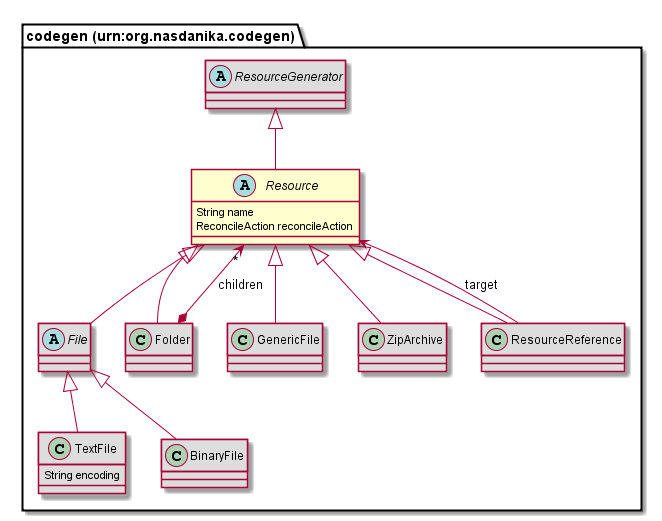 codegen (urn:org.nasdanika.codegen)
A ResourceGenerator
A Resource
String name
ReconcileAction reconcileAction
*
children
target
A File
C Folder
C GenericFile
C ZipArchive
C ResourceReference
C TextFile
String encoding
C BinaryFile